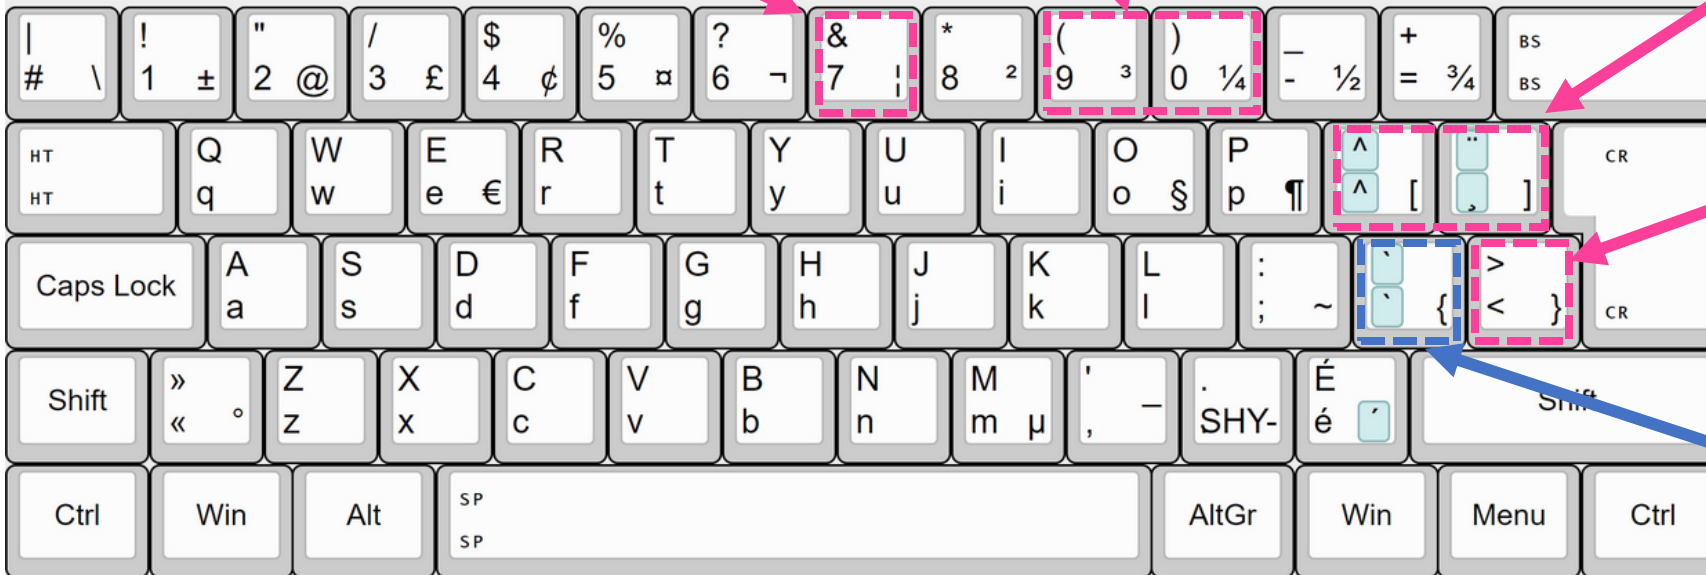 | ! " / $ % ? & * ( ) _ + BS
# \ 1 ± 2 @ 3 £ 4 ¢ 5 ¤ 6 ¬ 7 ¦ 8 ² 9 ³ 0 ¼ - ½ = ¾ BS
HT Q W E R T Y U I O P ^ ¨ CR
HT q w e € r t y u i o § p ¶ ^ [ ¸ ]
Caps Lock A S D F G H J K L : ` >
a s d f g h j k l ; ~ ` { < } CR
Shift » Z X C V B N M ' . É Shift
« ° z x c v b n m µ , _ SHY- é ´
Ctrl Win Alt SP AltGr Win Menu Ctrl
SP